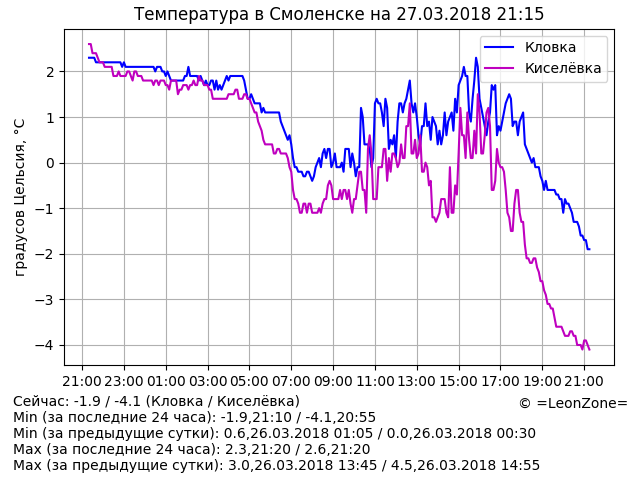 Температура в Смоленске на 27.03.2018 21:15
Кловка
Киселёвка
градусов Цельсия, °C
2
1
0
−1
−2
−3
−4
21:00 23:00 01:00 03:00 05:00 07:00 09:00 11:00 13:00 15:00 17:00 19:00 21:00
Сейчас: -1.9 / -4.1 (Кловка / Киселёвка)
© =LeonZone=
Min (за последние 24 часа): -1.9,21:10 / -4.1,20:55
Min (за предыдущие сутки): 0.6,26.03.2018 01:05 / 0.0,26.03.2018 00:30
Max (за последние 24 часа): 2.3,21:20 / 2.6,21:20
Max (за предыдущие сутки): 3.0,26.03.2018 13:45 / 4.5,26.03.2018 14:55